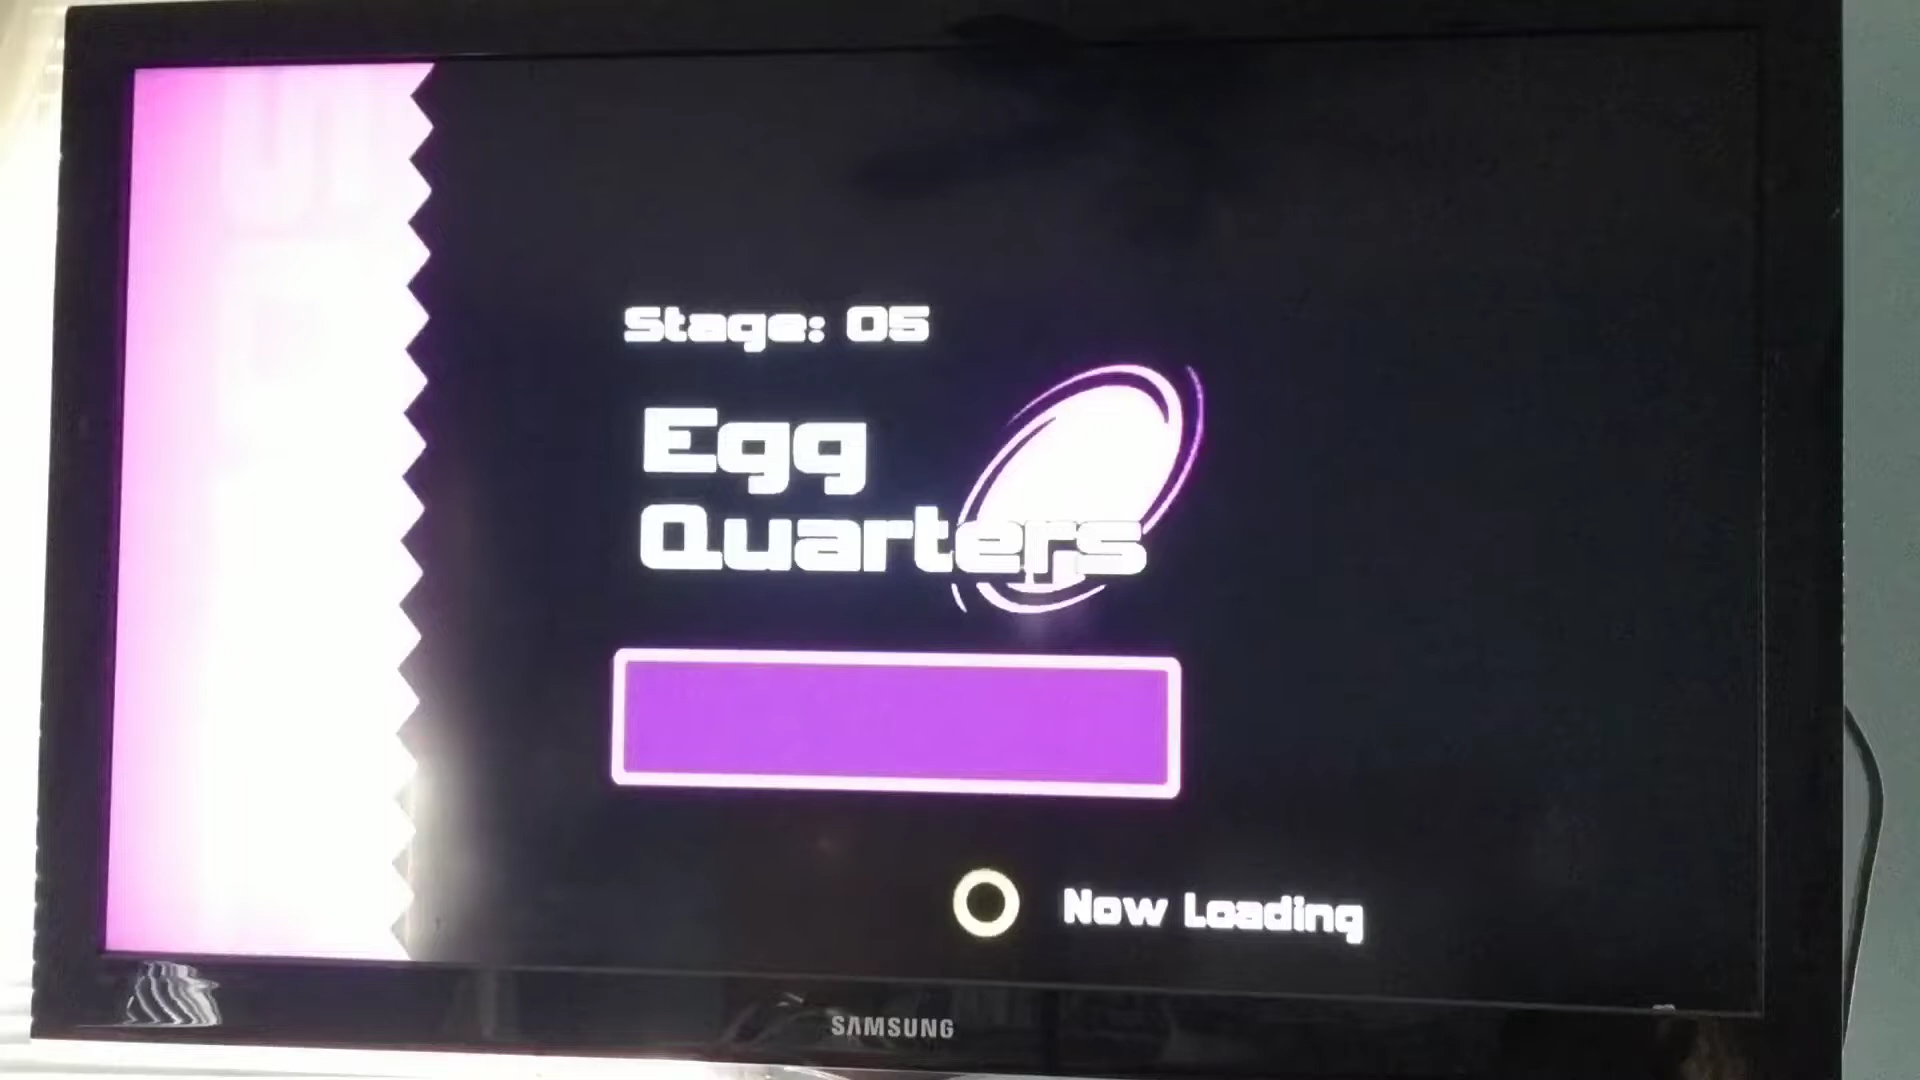 Stage: 05
Egg
Quarters
Now Loading
SAMSUNG